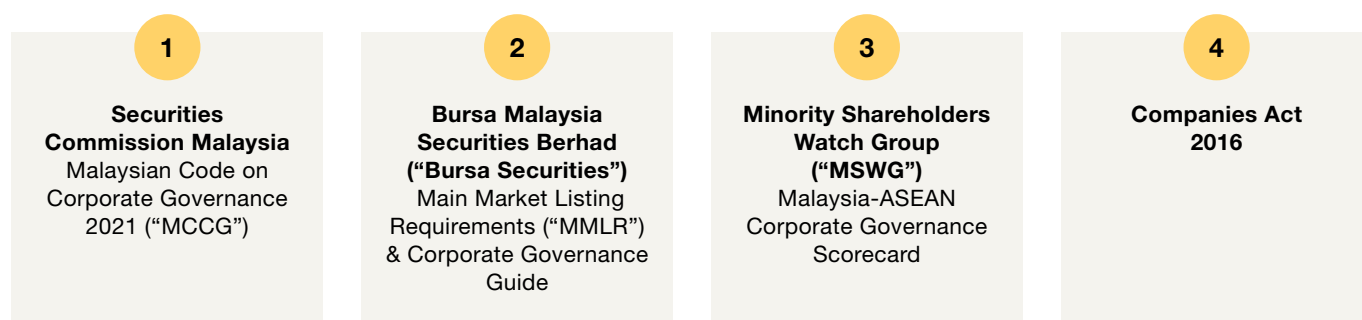 1
Securities
Commission Malaysia
Malaysian Code on
Corporate Governance
2021 (“MCCG”)
2
Bursa Malaysia
Securities Berhad
(“Bursa Securities”)
Main Market Listing
Requirements (“MMLR”)
& Corporate Governance
Guide
3
Minority Shareholders
Watch Group
(“MSWG”)
Malaysia-ASEAN
Corporate Governance
Scorecard
4
Companies Act
2016